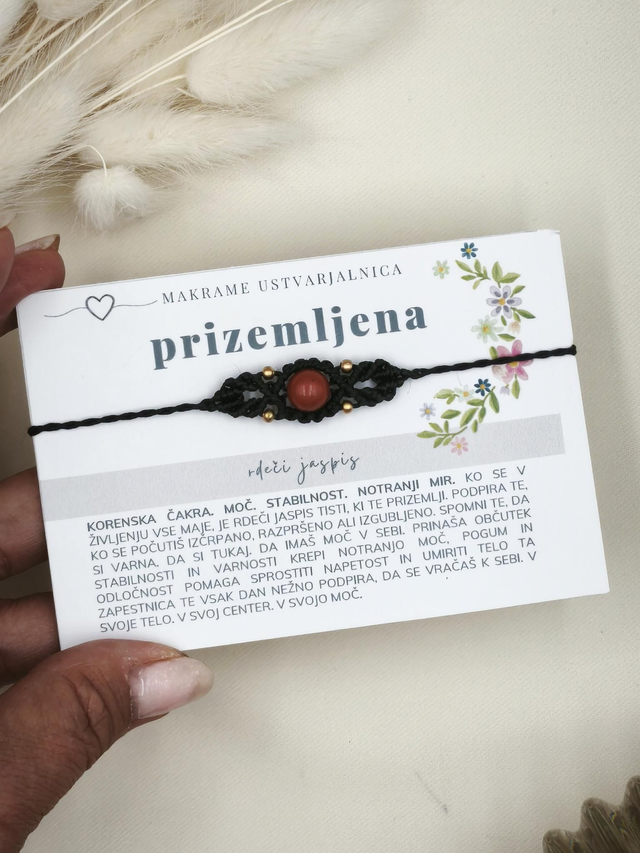 MAKRAME USTVARJALNICA
prizemljena
rdeči jaspis
KORENSKA ČAKRA. MOČ. STABILNOST. NOTRANJI MIR. KO SE V
ŽIVLJENJU VSE MAJE, JE RDEČI JASPIS TISTI, KI TE PRIZEMLJI. PODPIRA TE,
KO SE POČUTIŠ IZČRPANO, RAZPRŠENO ALI IZGUBLJENO. SPOMNI TE, DA
SI VARNA. DA SI TUKAJ. DA IMAŠ MOČ V SEBI. PRINAŠA OBČUTEK
STABILNOSTI IN VARNOSTI KREPI NOTRANJO MOČ, POGUM IN
ODLOČNOST POMAGA SPROSTITI NAPETOST IN UMIRITI TELO TA
ZAPESTNICA TE VSAK DAN NEŽNO PODPIRA, DA SE VRAČAŠ K SEBI. V
SVOJE TELO. V SVOJ CENTER. V SVOJO MOČ.